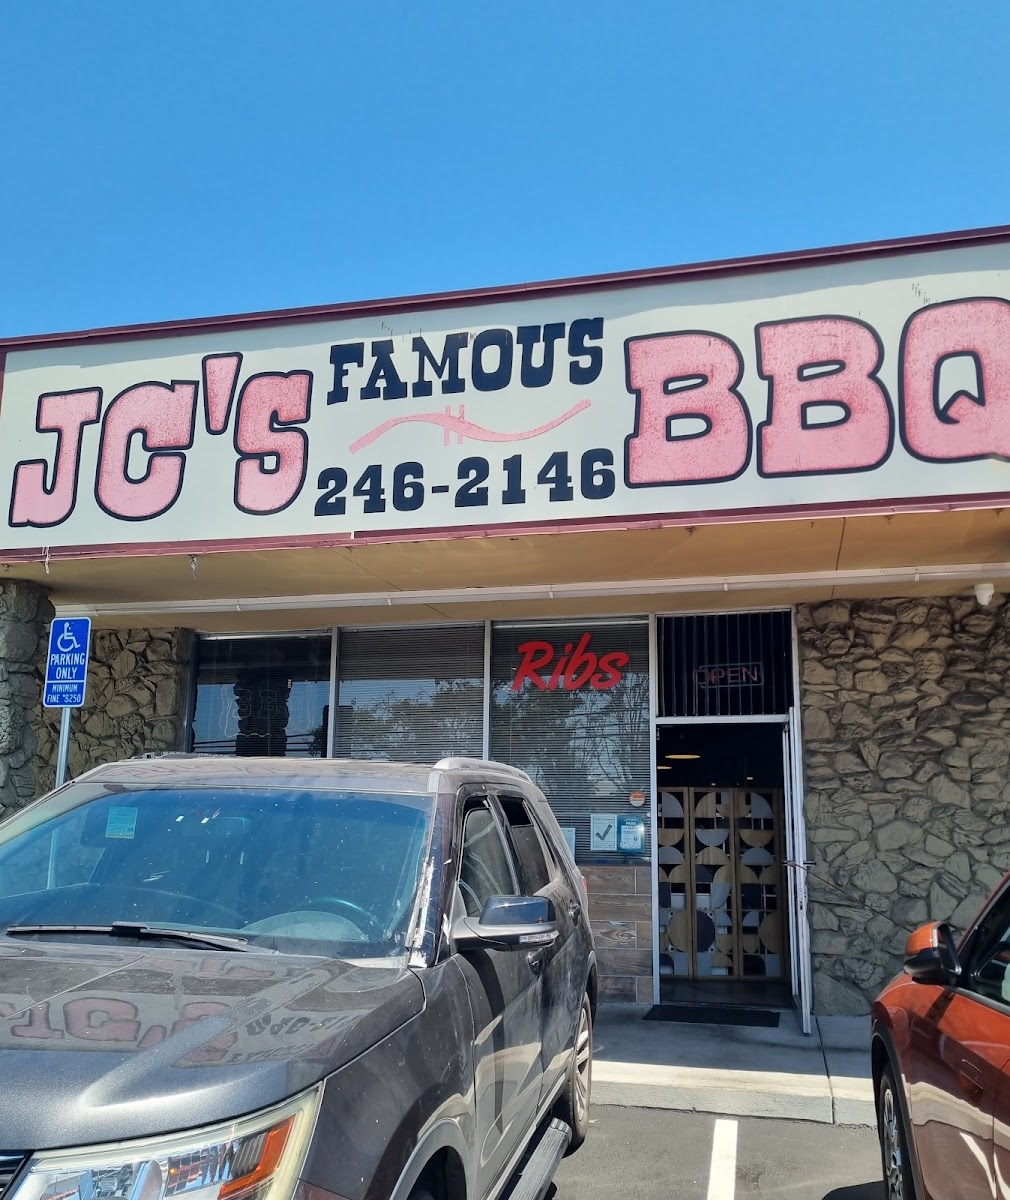 JC'S FAMOUS BBQ
246-2146
PARKING
ONLY
MINIMUM
FINE $250
Ribs
OPEN